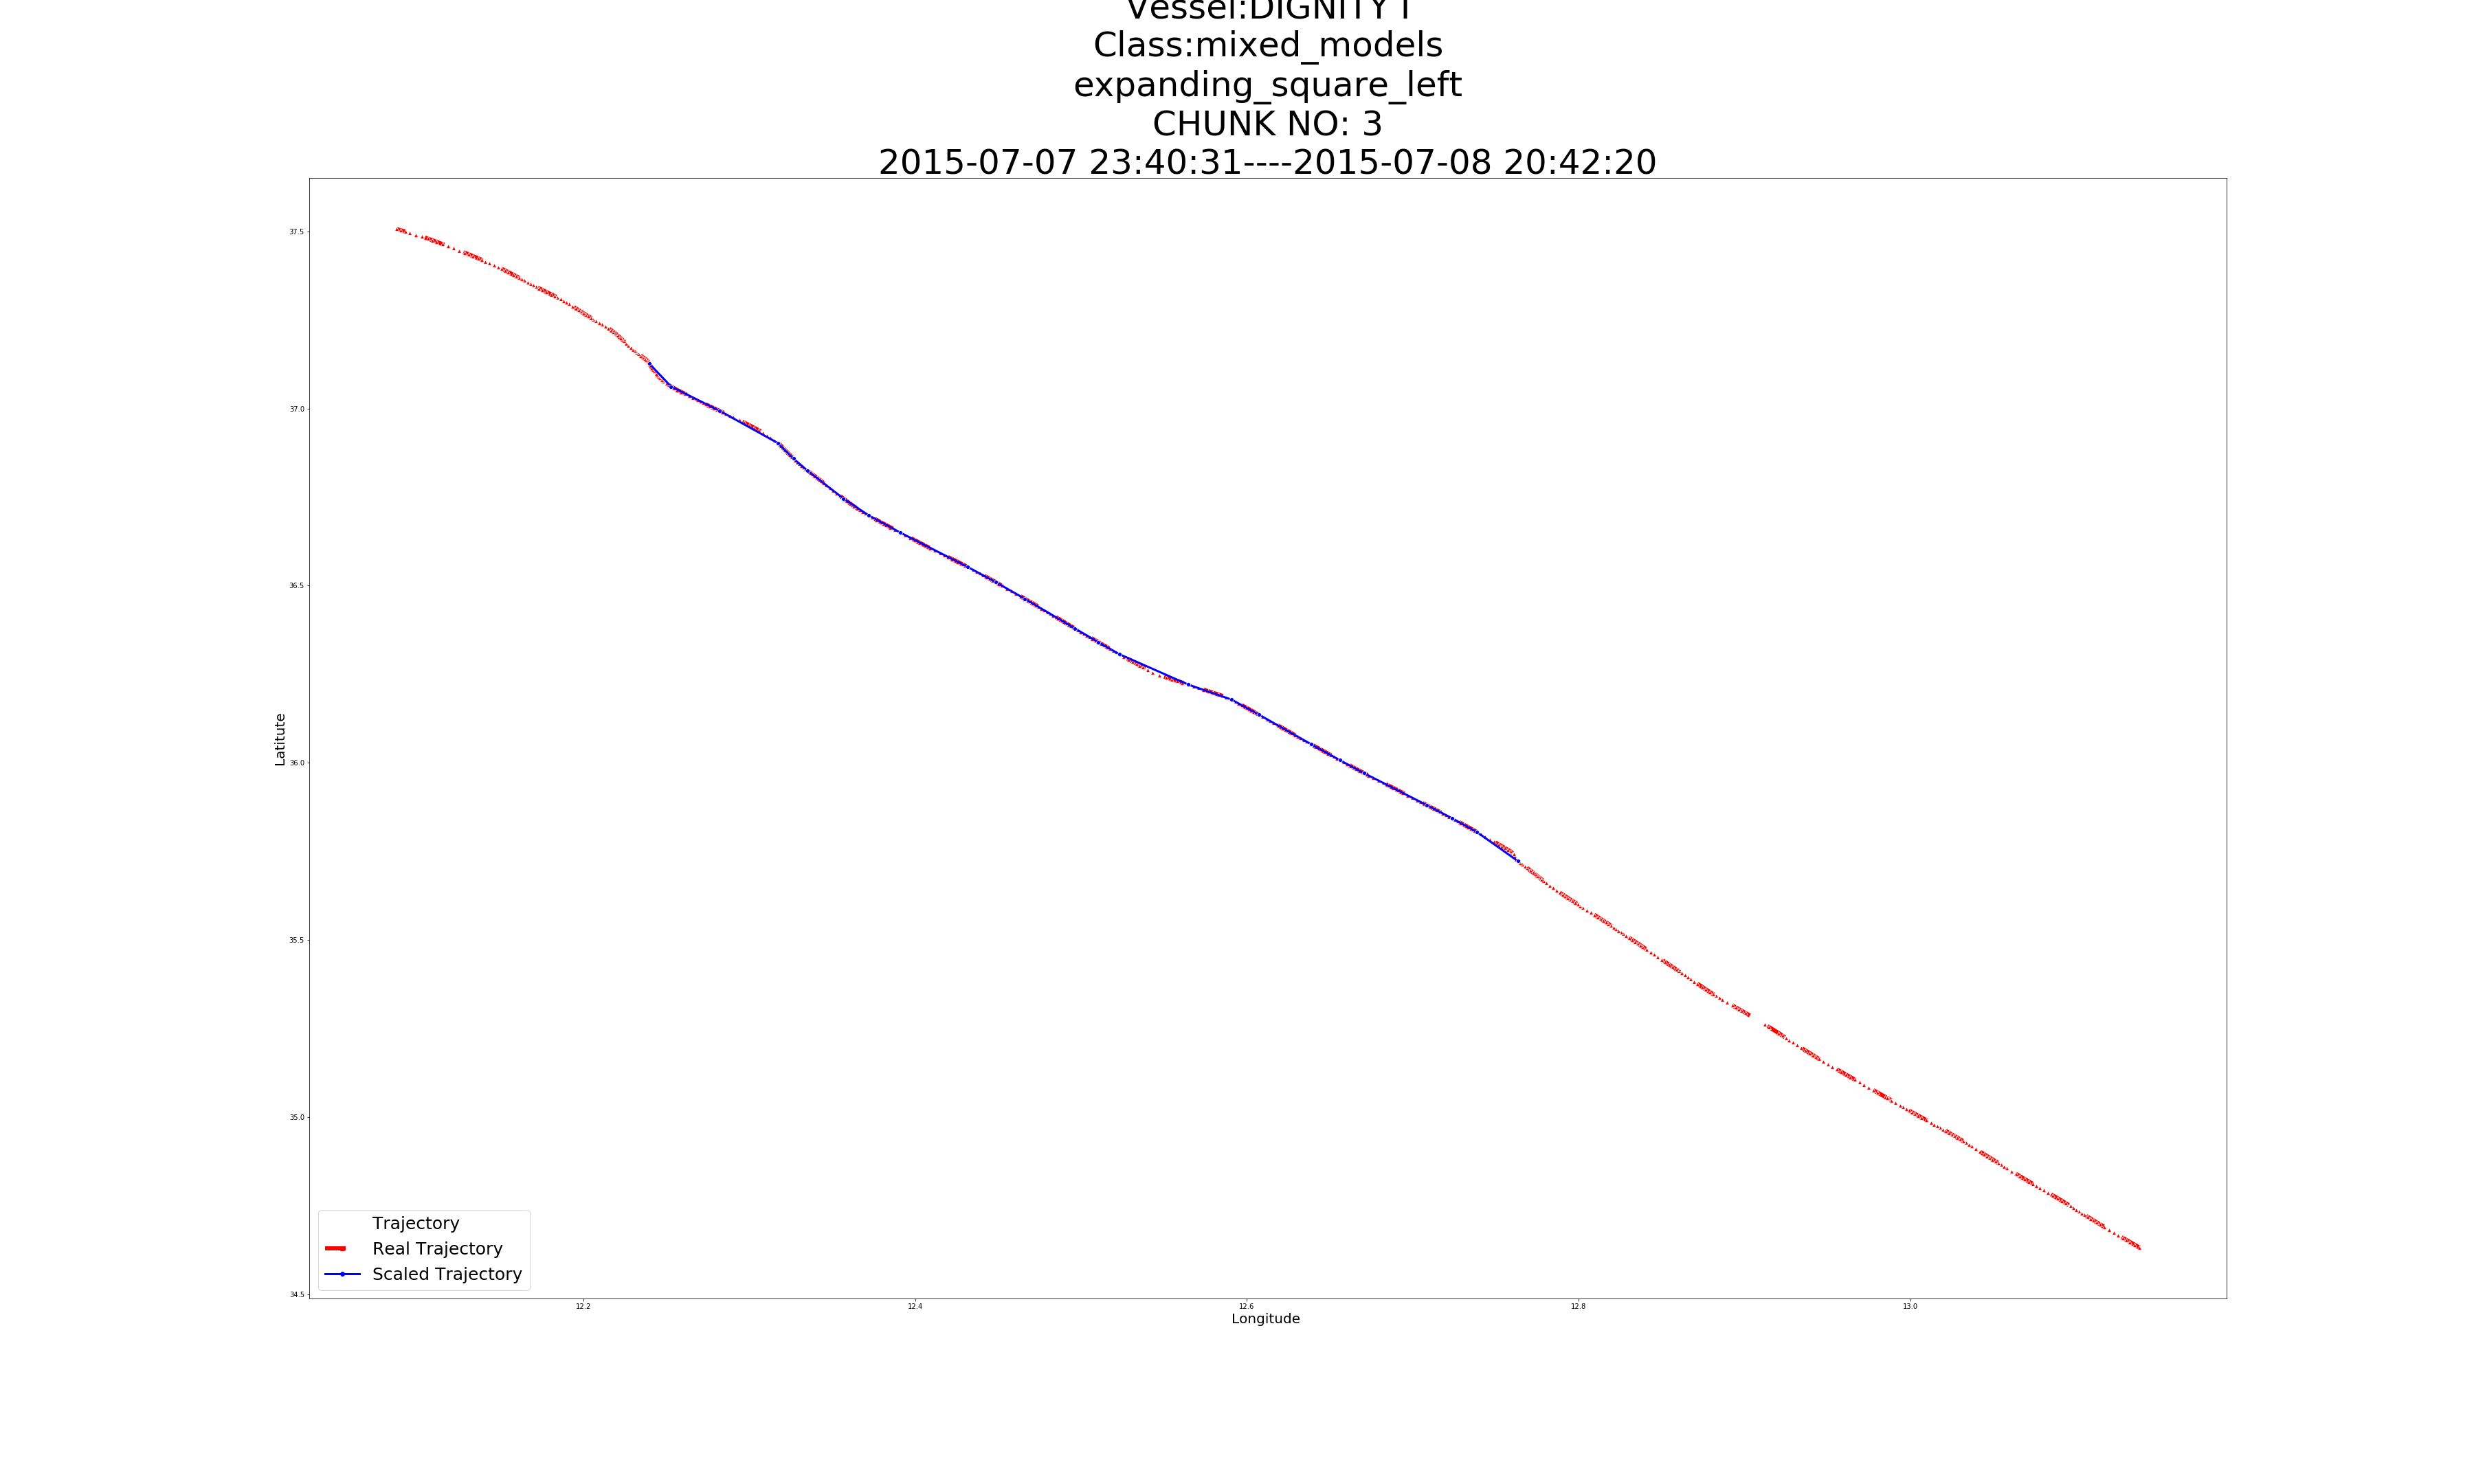 Vessel:DIGNITY I
Class:mixed_models
expanding_square_left
CHUNK NO: 3
2015-07-07 23:40:31----2015-07-08 20:42:20
37.5
37.0
36.5
36.0
35.5
35.0
34.5
Latitute
12.2 12.4 12.6 12.8 13.0
Longitude
Trajectory
Real Trajectory
Scaled Trajectory